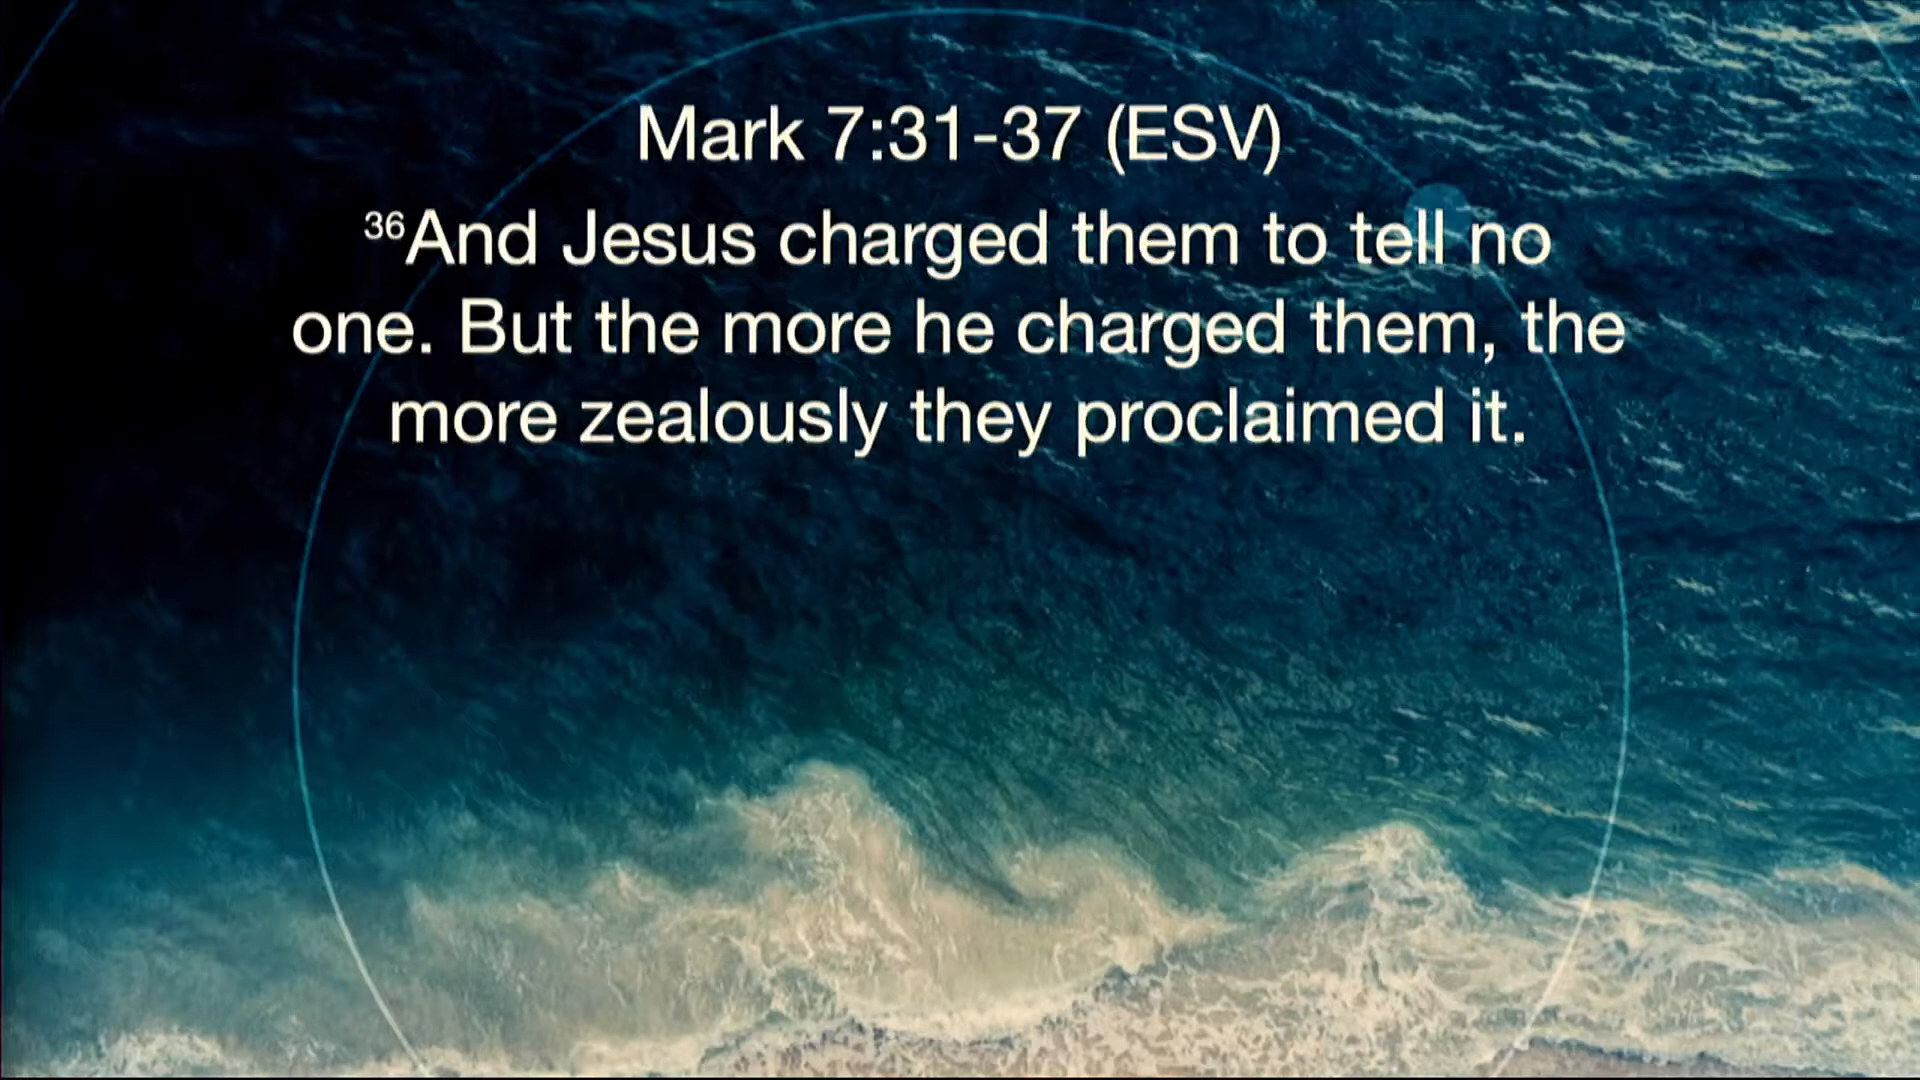 Mark 7:31-37 (ESV)
36And Jesus charged them to tell no
one. But the more he charged them, the
more zealously they proclaimed it.